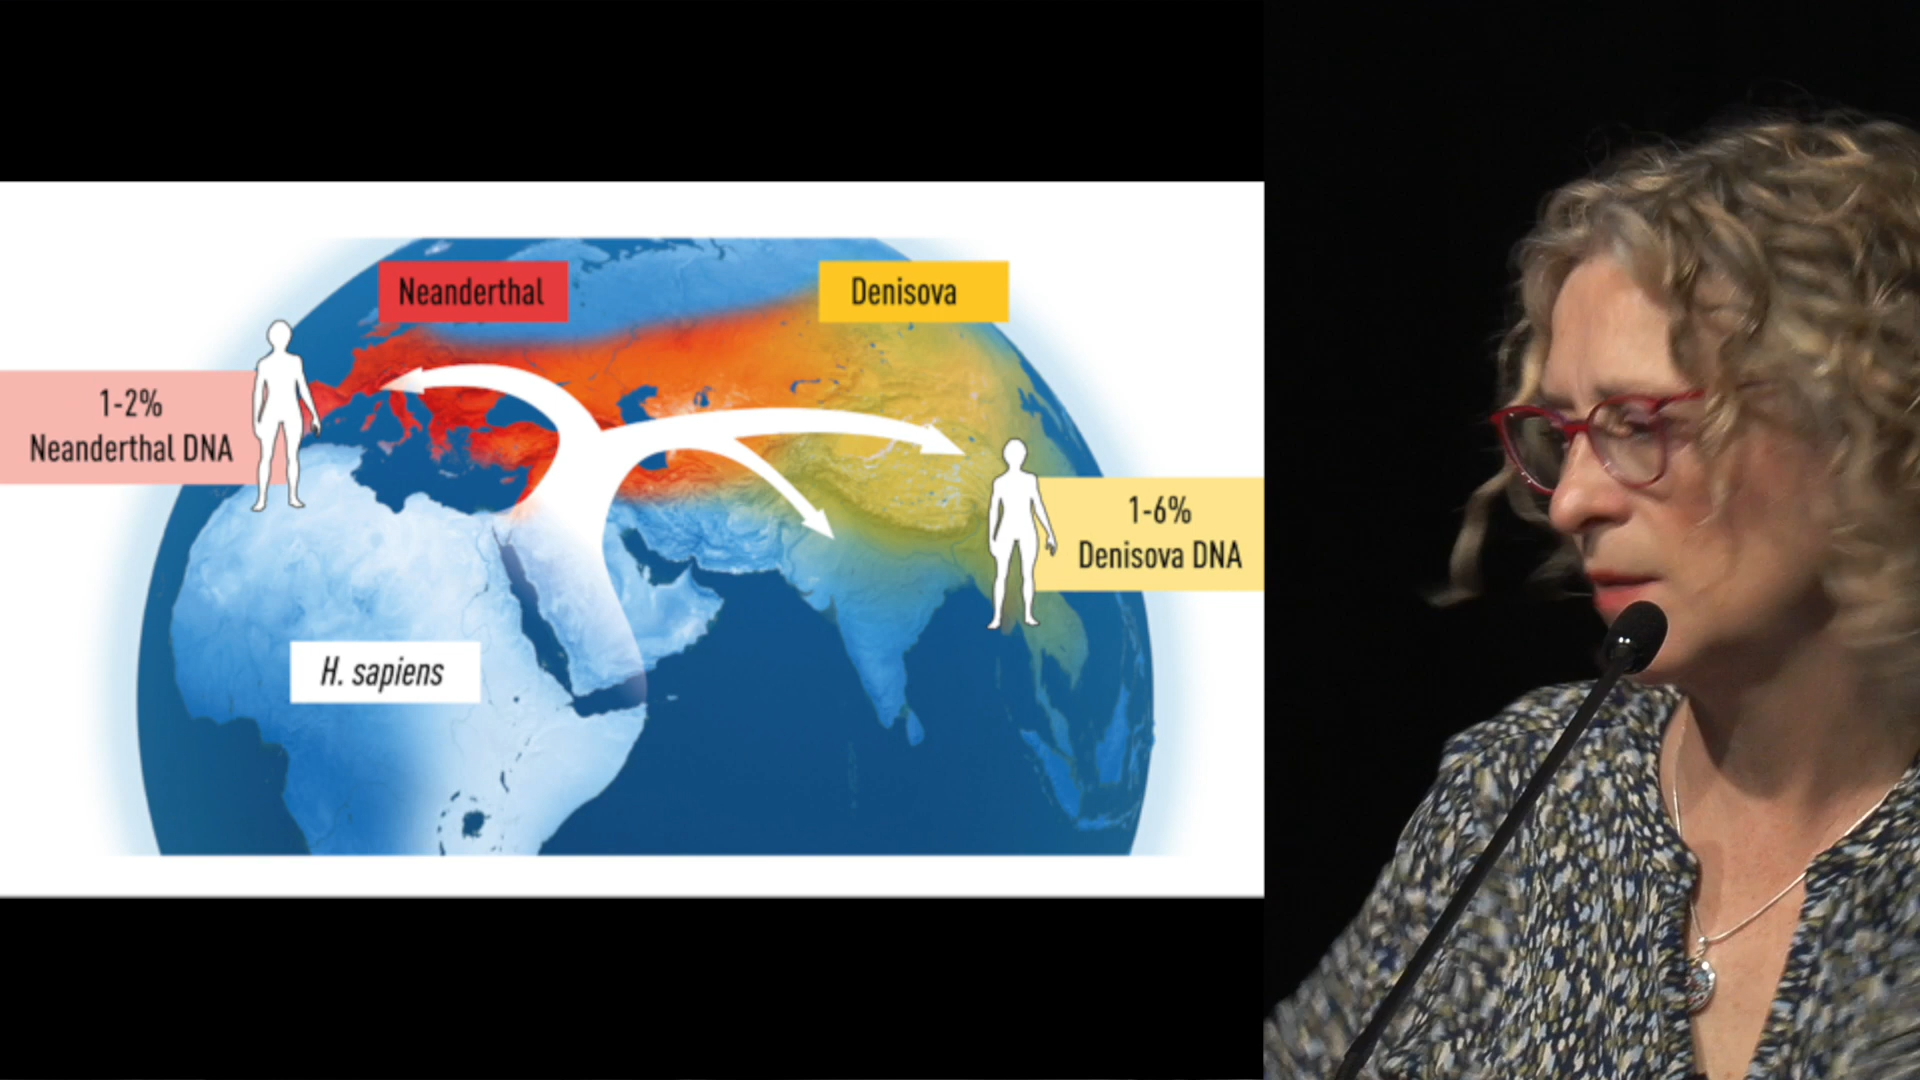 Neanderthal
Denisova
1-2%
Neanderthal DNA
1-6%
Denisova DNA
H. sapiens